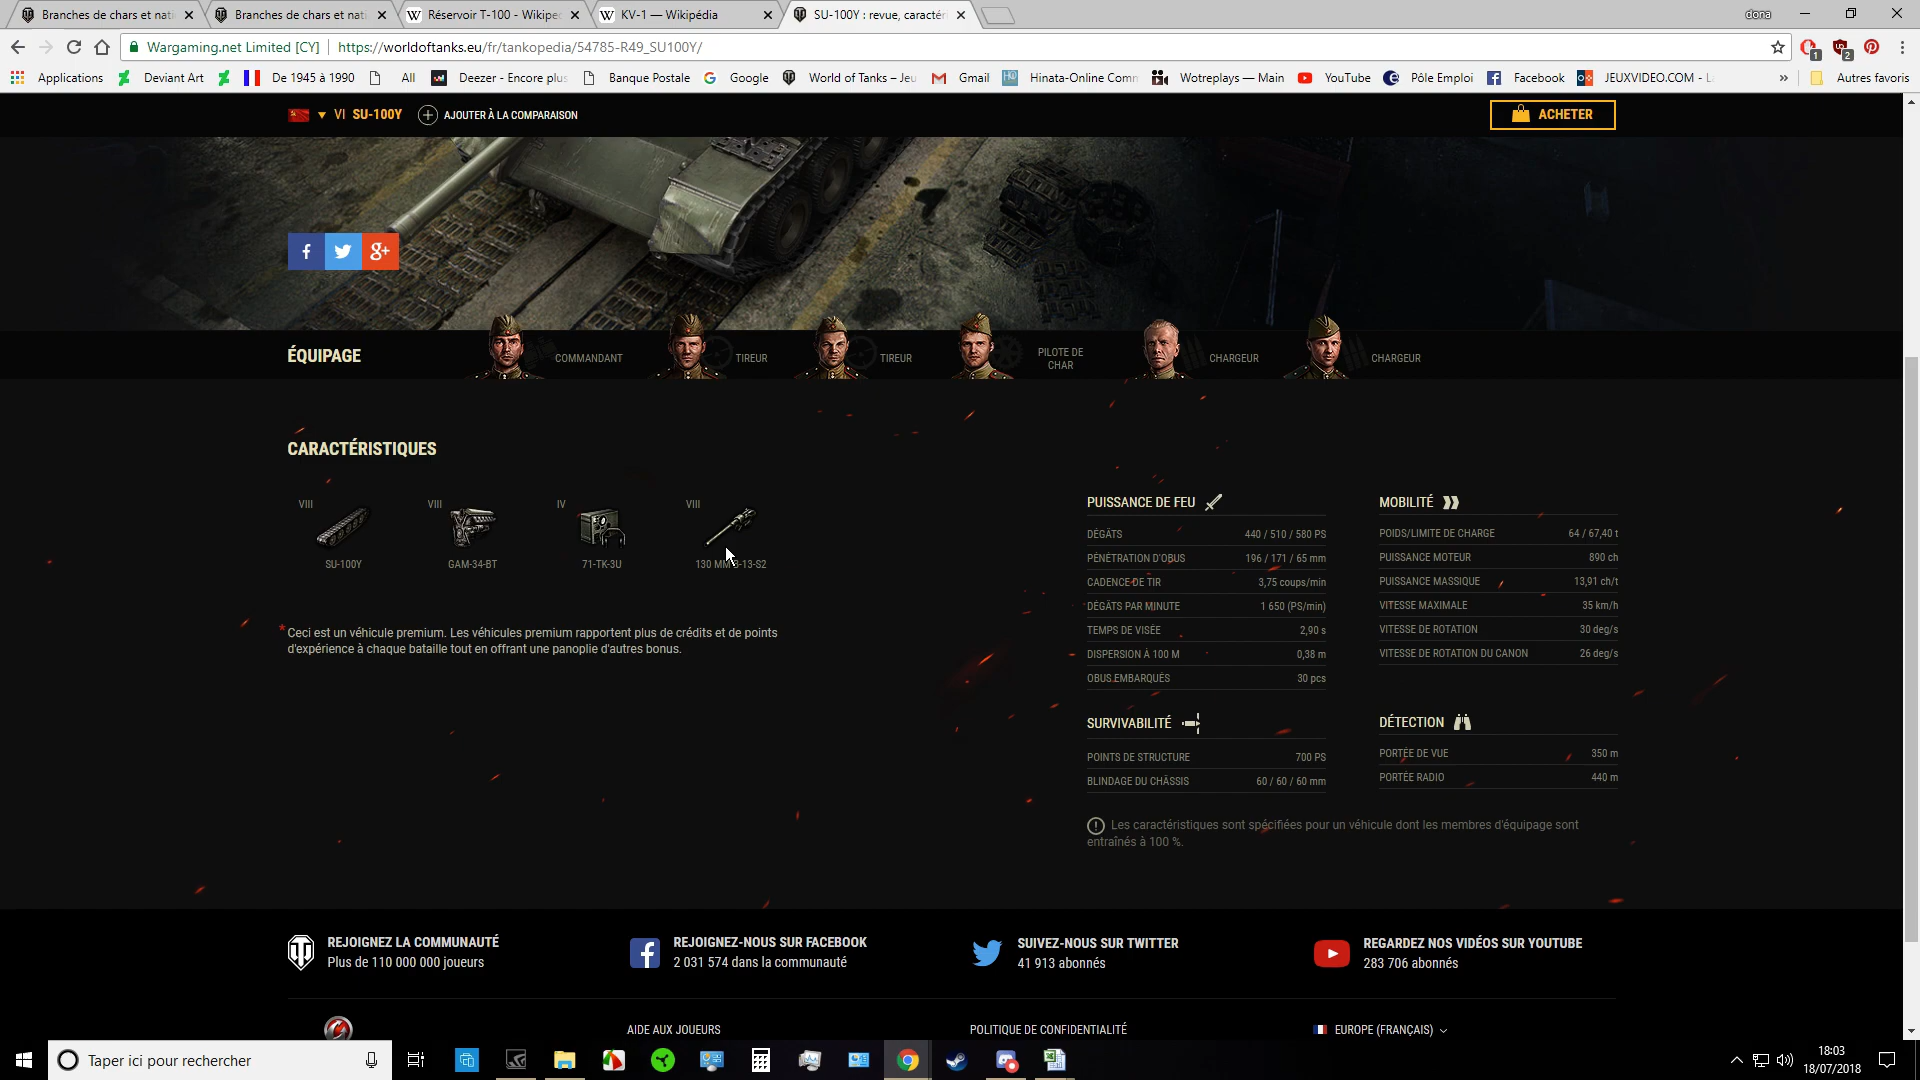 Branches de chars et nati
Branches de chars et nati
Réservoir T-100 - Wikipe
KV-1 — Wikipédia
SU-100Y : revue, caractéri
dona
Wargaming.net Limited [CY]
https://worldoftanks.eu/fr/tankopedia/54785-R49_SU100Y/
1
2
Applications
Deviant Art
De 1945 à 1990
All
Deezer - Encore plus
Banque Postale
Google
World of Tanks – Jeu
Gmail
Hinata-Online Comm
Wotreplays — Main
YouTube
Pôle Emploi
Facebook
JEUXVIDEO.COM - L
»
Autres favoris
VI SU-100Y
AJOUTER À LA COMPARAISON
ACHETER
ÉQUIPAGE
COMMANDANT
TIREUR
TIREUR
PILOTE DE
CHAR
CHARGEUR
CHARGEUR
CARACTÉRISTIQUES
VIII
SU-100Y
VIII
GAM-34-BT
IV
71-TK-3U
VIII
130 MM B-13-S2
* Ceci est un véhicule premium. Les véhicules premium rapportent plus de crédits et de points
d'expérience à chaque bataille tout en offrant une panoplie d'autres bonus.
PUISSANCE DE FEU
DÉGÂTS 440 / 510 / 580 PS
PÉNÉTRATION D'OBUS 196 / 171 / 65 mm
CADENCE DE TIR 3,75 coups/min
DÉGÂTS PAR MINUTE 1 650 (PS/min)
TEMPS DE VISÉE 2,90 s
DISPERSION À 100 M 0,38 m
OBUS EMBARQUÉS 30 pcs
MOBILITÉ
POIDS/LIMITE DE CHARGE 64 / 67,40 t
PUISSANCE MOTEUR 890 ch
PUISSANCE MASSIQUE 13,91 ch/t
VITESSE MAXIMALE 35 km/h
VITESSE DE ROTATION 30 deg/s
VITESSE DE ROTATION DU CANON 26 deg/s
SURVIVABILITÉ
POINTS DE STRUCTURE 700 PS
BLINDAGE DU CHÂSSIS 60 / 60 / 60 mm
DÉTECTION
PORTÉE DE VUE 350 m
PORTÉE RADIO 440 m
Les caractéristiques sont spécifiées pour un véhicule dont les membres d'équipage sont
entraînés à 100 %.
REJOIGNEZ LA COMMUNAUTÉ
Plus de 110 000 000 joueurs
REJOIGNEZ-NOUS SUR FACEBOOK
2 031 574 dans la communauté
SUIVEZ-NOUS SUR TWITTER
41 913 abonnés
REGARDEZ NOS VIDÉOS SUR YOUTUBE
283 706 abonnés
AIDE AUX JOUEURS
POLITIQUE DE CONFIDENTIALITÉ
EUROPE (FRANÇAIS)
Taper ici pour rechercher
18:03
18/07/2018